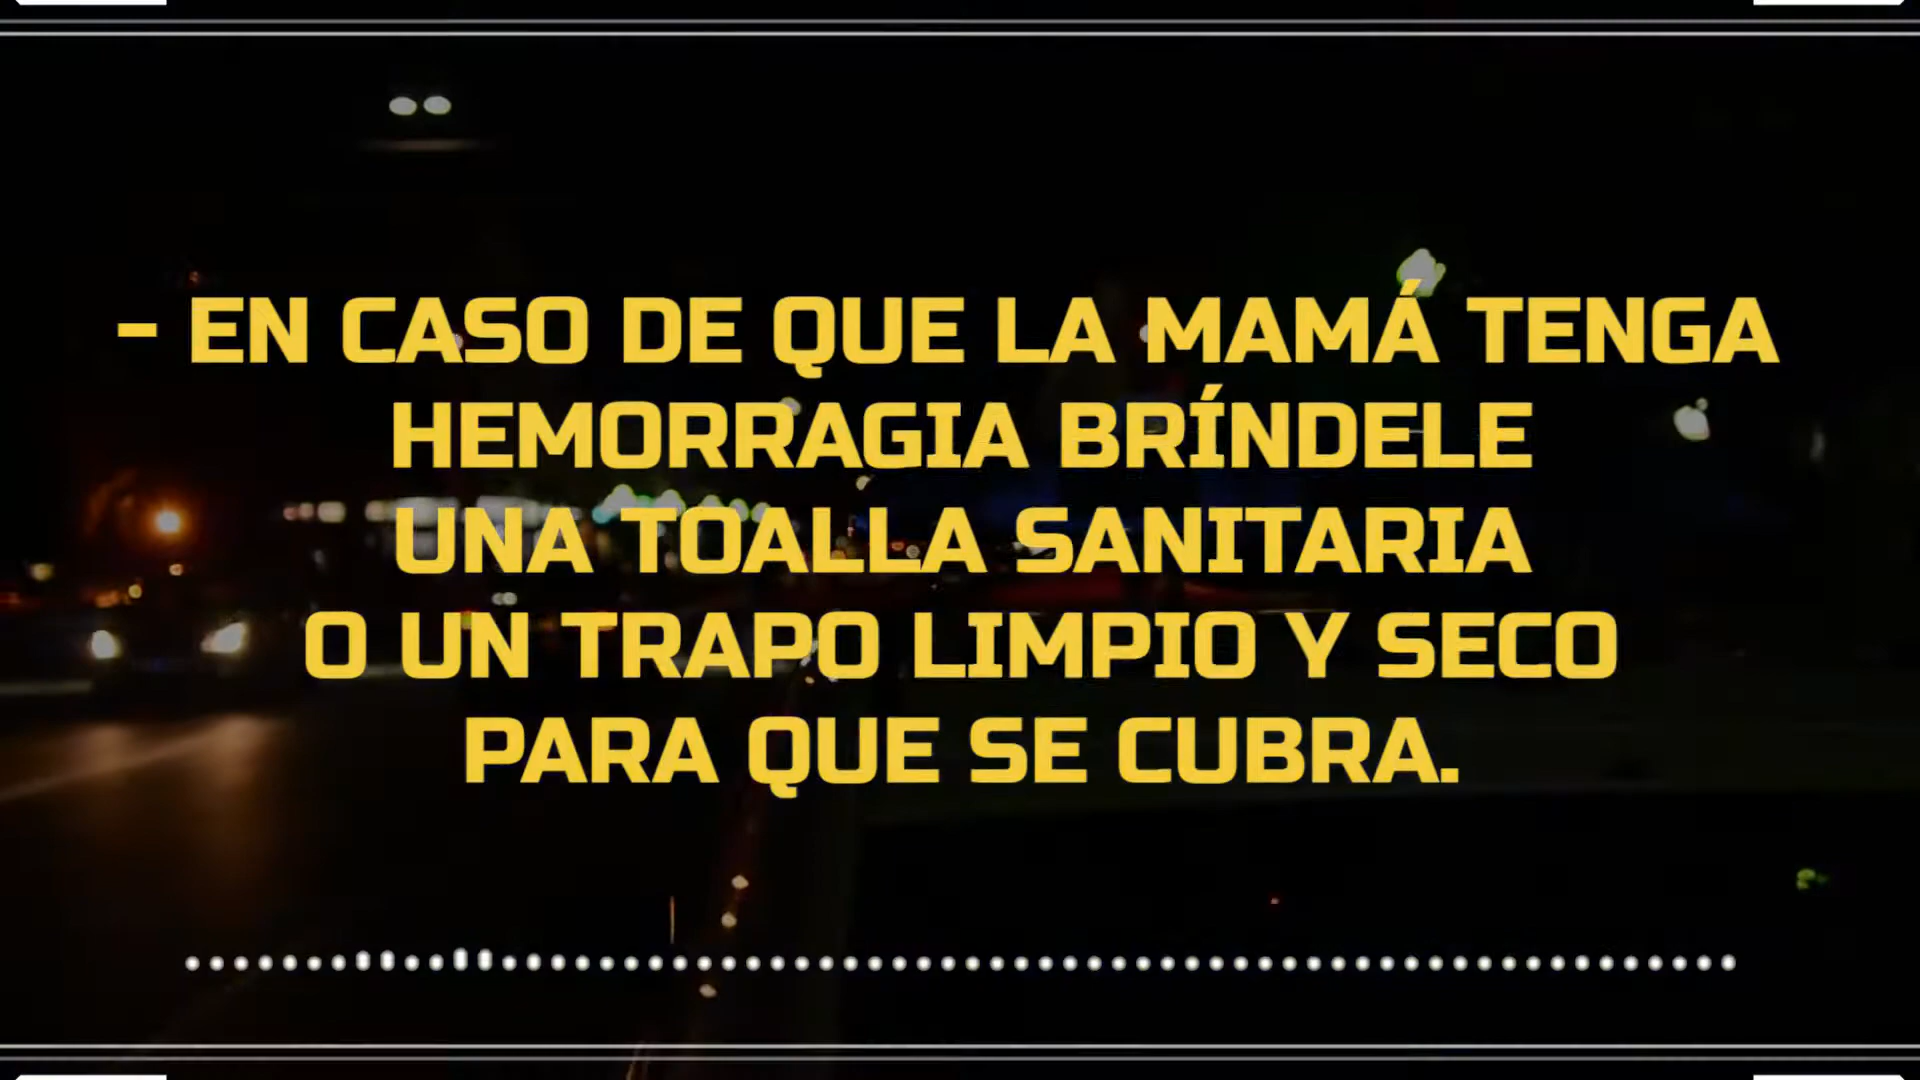 - EN CASO DE QUE LA MAMÁ TENGA
HEMORRAGIA BRÍNDELE
UNA TOALLA SANITARIA
O UN TRAPO LIMPIO Y SECO
PARA QUE SE CUBRA.